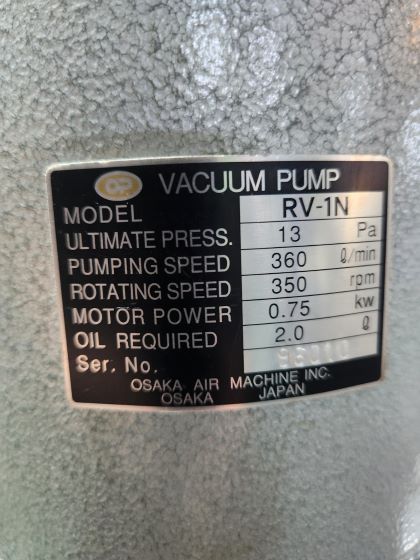 VACUUM PUMP
MODEL RV-1N
ULTIMATE PRESS. 13 Pa
PUMPING SPEED 360 ℓ/min
ROTATING SPEED 350 rpm
MOTOR POWER 0.75 kw
OIL REQUIRED 2.0 ℓ
Ser. No. 96010
OSAKA AIR MACHINE INC.
OSAKA JAPAN